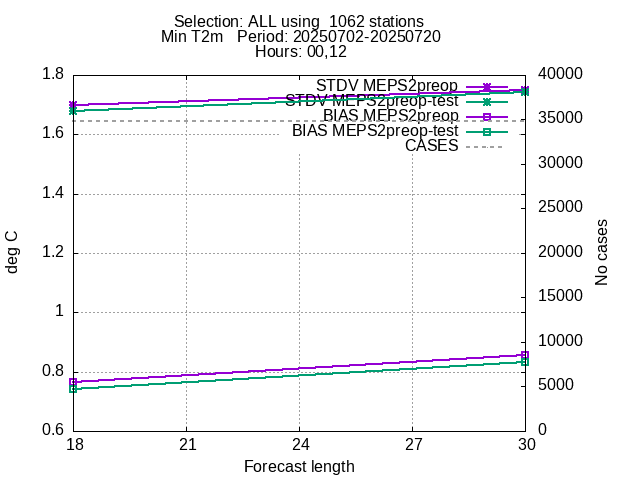 Selection: ALL using  1062 stations
Min T2m   Period: 20250702-20250720
Hours: 00,12
STDV MEPS2preop
STDV MEPS2preop-test
BIAS MEPS2preop
BIAS MEPS2preop-test
CASES
deg C
1.8
1.6
1.4
1.2
1
0.8
0.6
40000
35000
30000
25000
20000
15000
10000
5000
0
No cases
18 21 24 27 30
Forecast length